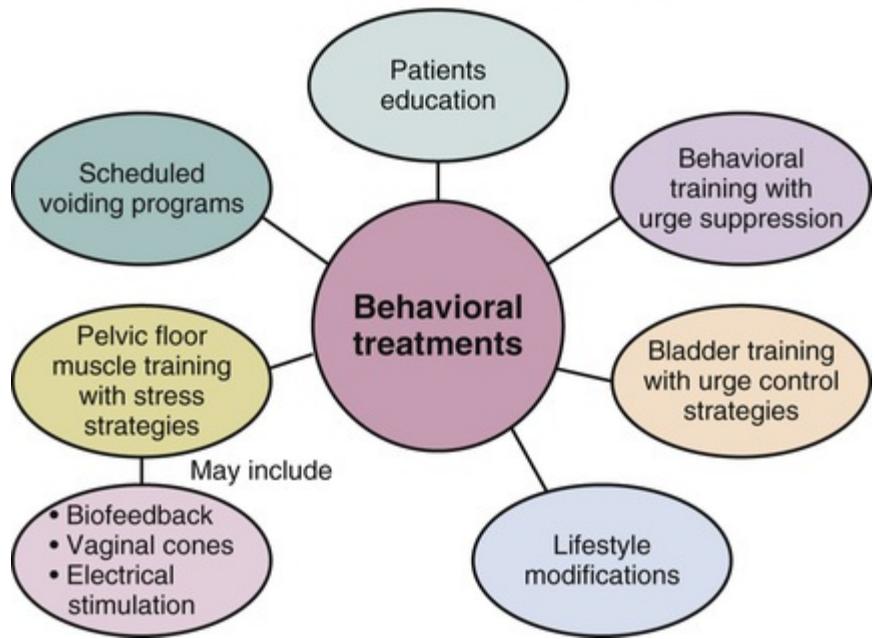 Patients
education
Scheduled
voiding programs
Behavioral
training with
urge suppression
Behavioral
treatments
Pelvic floor
muscle training
with stress
strategies
Bladder training
with urge control
strategies
May include
• Biofeedback
• Vaginal cones
• Electrical
stimulation
Lifestyle
modifications